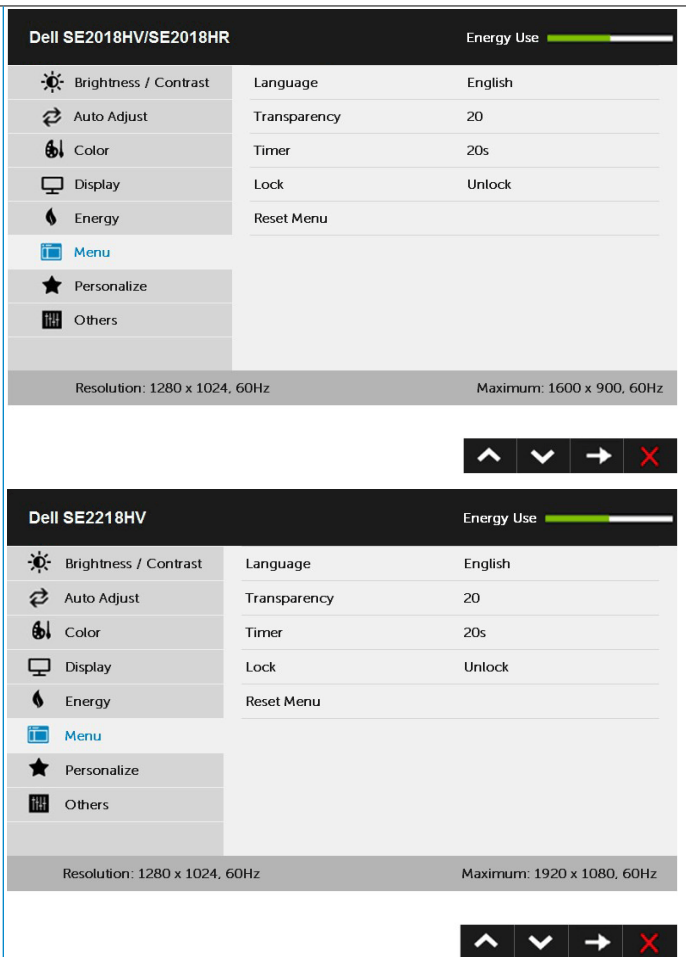 Dell SE2018HV/SE2018HR Energy Use
Brightness / Contrast Language English
Auto Adjust Transparency 20
Color Timer 20s
Display Lock Unlock
Energy Reset Menu
Menu
Personalize
Others
Resolution: 1280 x 1024, 60Hz Maximum: 1600 x 900, 60Hz
Dell SE2218HV Energy Use
Brightness / Contrast Language English
Auto Adjust Transparency 20
Color Timer 20s
Display Lock Unlock
Energy Reset Menu
Menu
Personalize
Others
Resolution: 1280 x 1024, 60Hz Maximum: 1920 x 1080, 60Hz